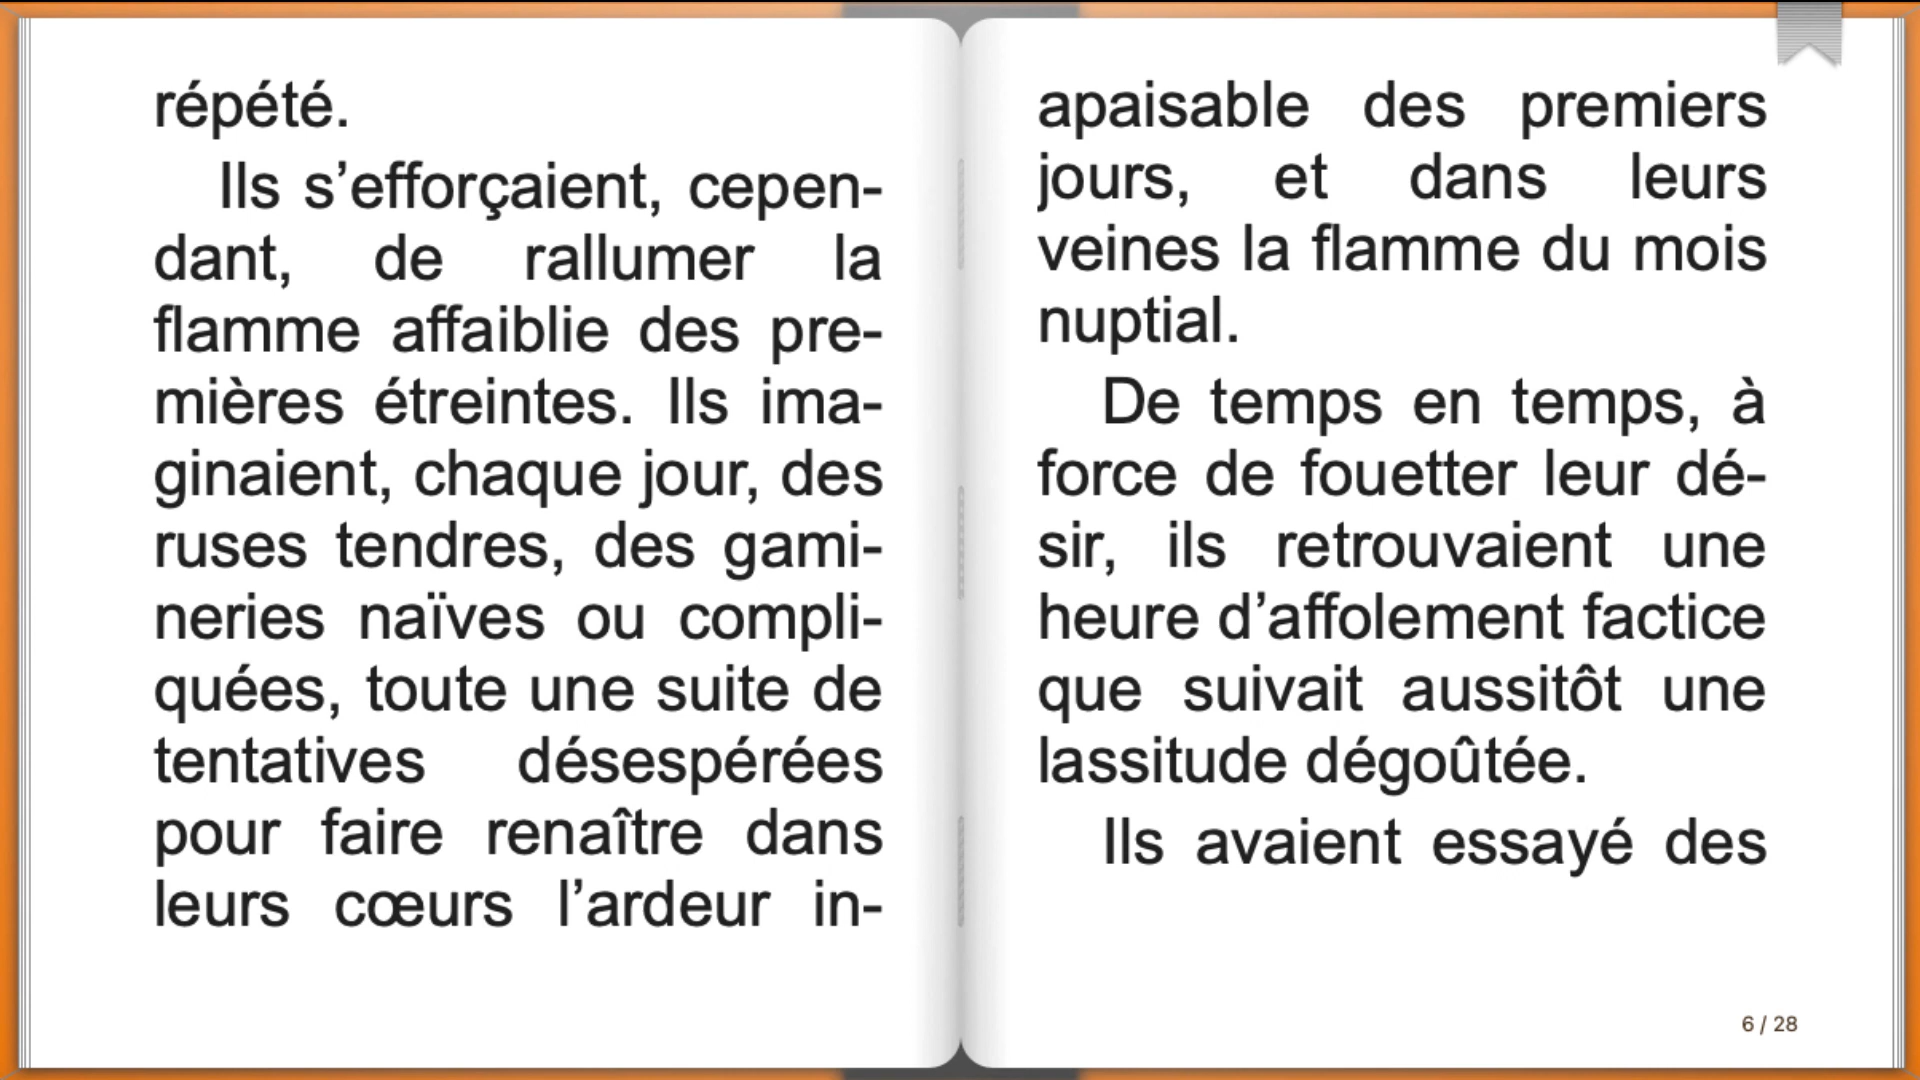 répété.
Ils s’efforçaient, cepen-
dant, de rallumer la
flamme affaiblie des pre-
mières étreintes. Ils ima-
ginaient, chaque jour, des
ruses tendres, des gami-
neries naïves ou compli-
quées, toute une suite de
tentatives désespérées
pour faire renaître dans
leurs cœurs l’ardeur in-
apaisable des premiers
jours, et dans leurs
veines la flamme du mois
nuptial.
De temps en temps, à
force de fouetter leur dé-
sir, ils retrouvaient une
heure d’affolement factice
que suivait aussitôt une
lassitude dégoûtée.
Ils avaient essayé des
6 / 28